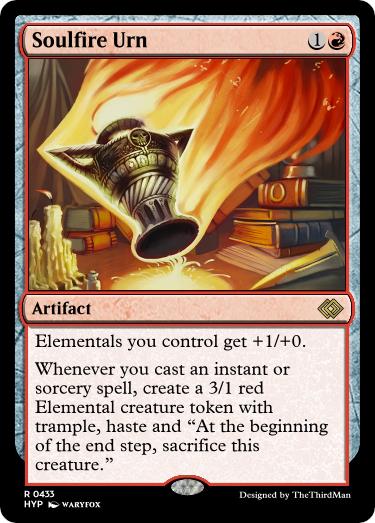 Soulfire Urn 1
Artifact
Elementals you control get +1/+0.
Whenever you cast an instant or
sorcery spell, create a 3/1 red
Elemental creature token with
trample, haste and “At the beginning
of the end step, sacrifice this
creature.”
R 0433
HYP WARYFOX
Designed by TheThirdMan